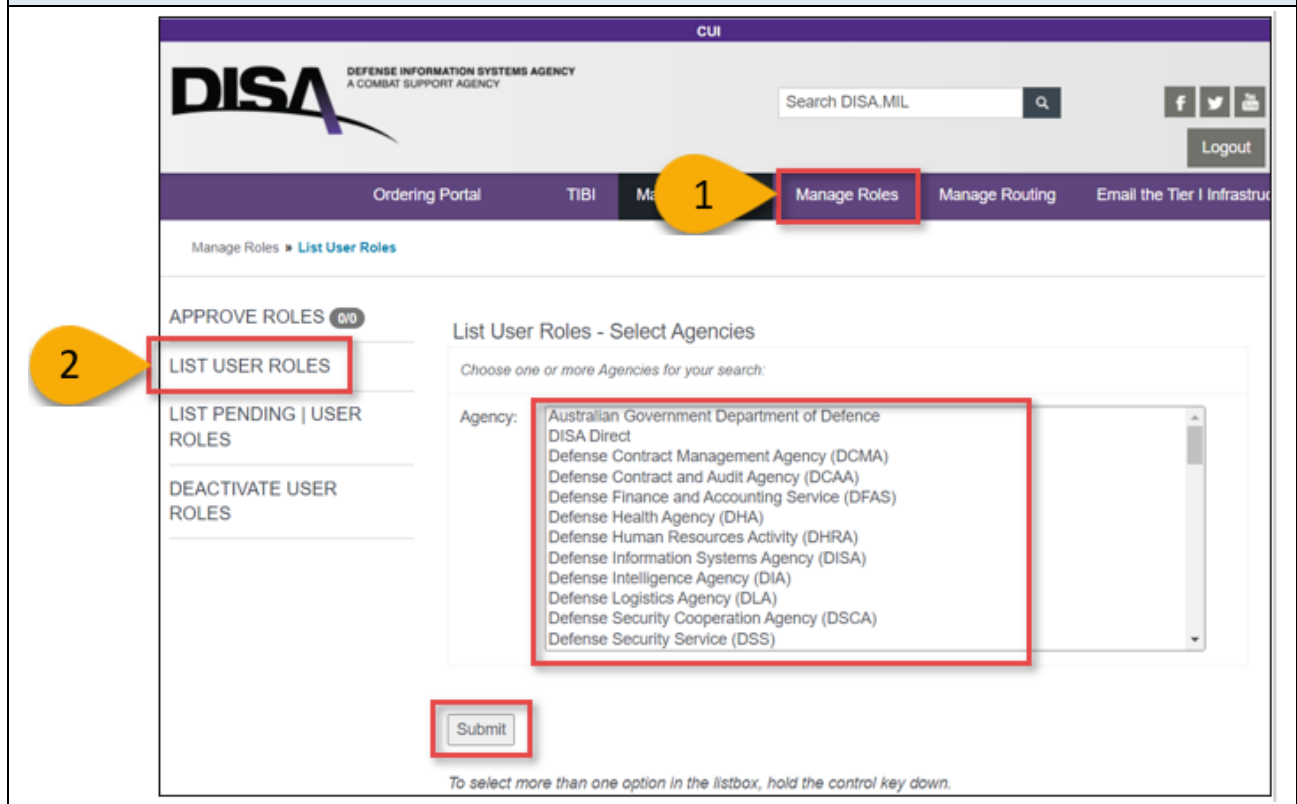 CUI
DISA
DEFENSE INFORMATION SYSTEMS AGENCY
A COMBAT SUPPORT AGENCY
Search DISA.MIL
Logout
Ordering Portal TIBI 1 Manage Roles Manage Routing Email the Tier I
Manage Roles » List User Roles
APPROVE ROLES 0/0
2 LIST USER ROLES
LIST PENDING | USER
ROLES
DEACTIVATE USER
ROLES
List User Roles - Select Agencies
Choose one or more Agencies for your search:
Agency:
Australian Government Department of Defence
DISA Direct
Defense Contract Management Agency (DCMA)
Defense Contract and Audit Agency (DCAA)
Defense Finance and Accounting Service (DFAS)
Defense Health Agency (DHA)
Defense Human Resources Activity (DHRA)
Defense Information Systems Agency (DISA)
Defense Intelligence Agency (DIA)
Defense Logistics Agency (DLA)
Defense Security Cooperation Agency (DSCA)
Defense Security Service (DSS)
Submit
To select more than one option in the listbox, hold the control key down.